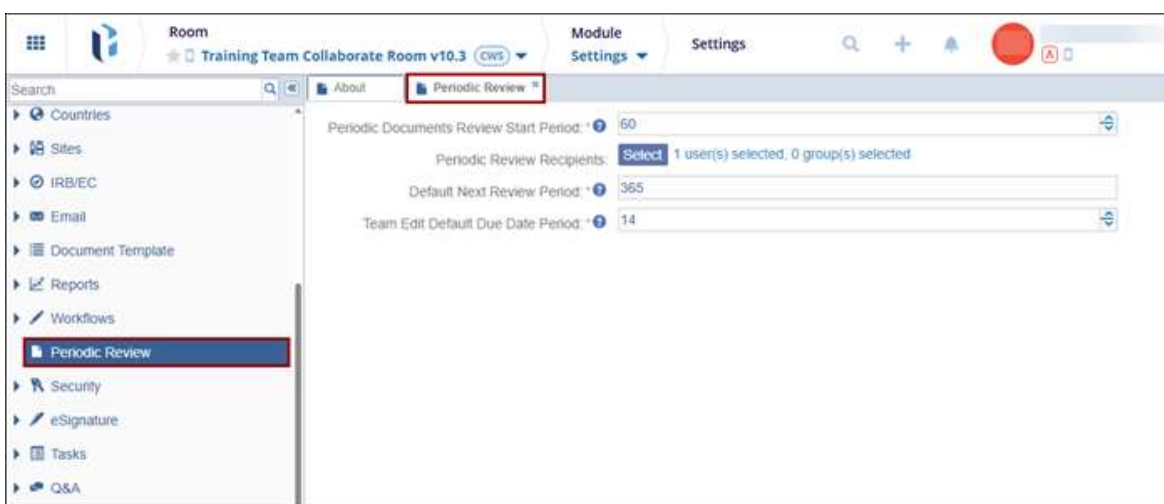 Room
Training Team Collaborate Room v10.3 CWS
Module
Settings
Settings
A
Search
About
Periodic Review
Countries
Sites
IRB/EC
Email
Document Template
Reports
Workflows
Periodic Review
Security
eSignature
Tasks
Q&A
Periodic Documents Review Start Period: * ? 60
Periodic Review Recipients: Select 1 user(s) selected, 0 group(s) selected
Default Next Review Period: * ? 365
Team Edit Default Due Date Period: * ? 14